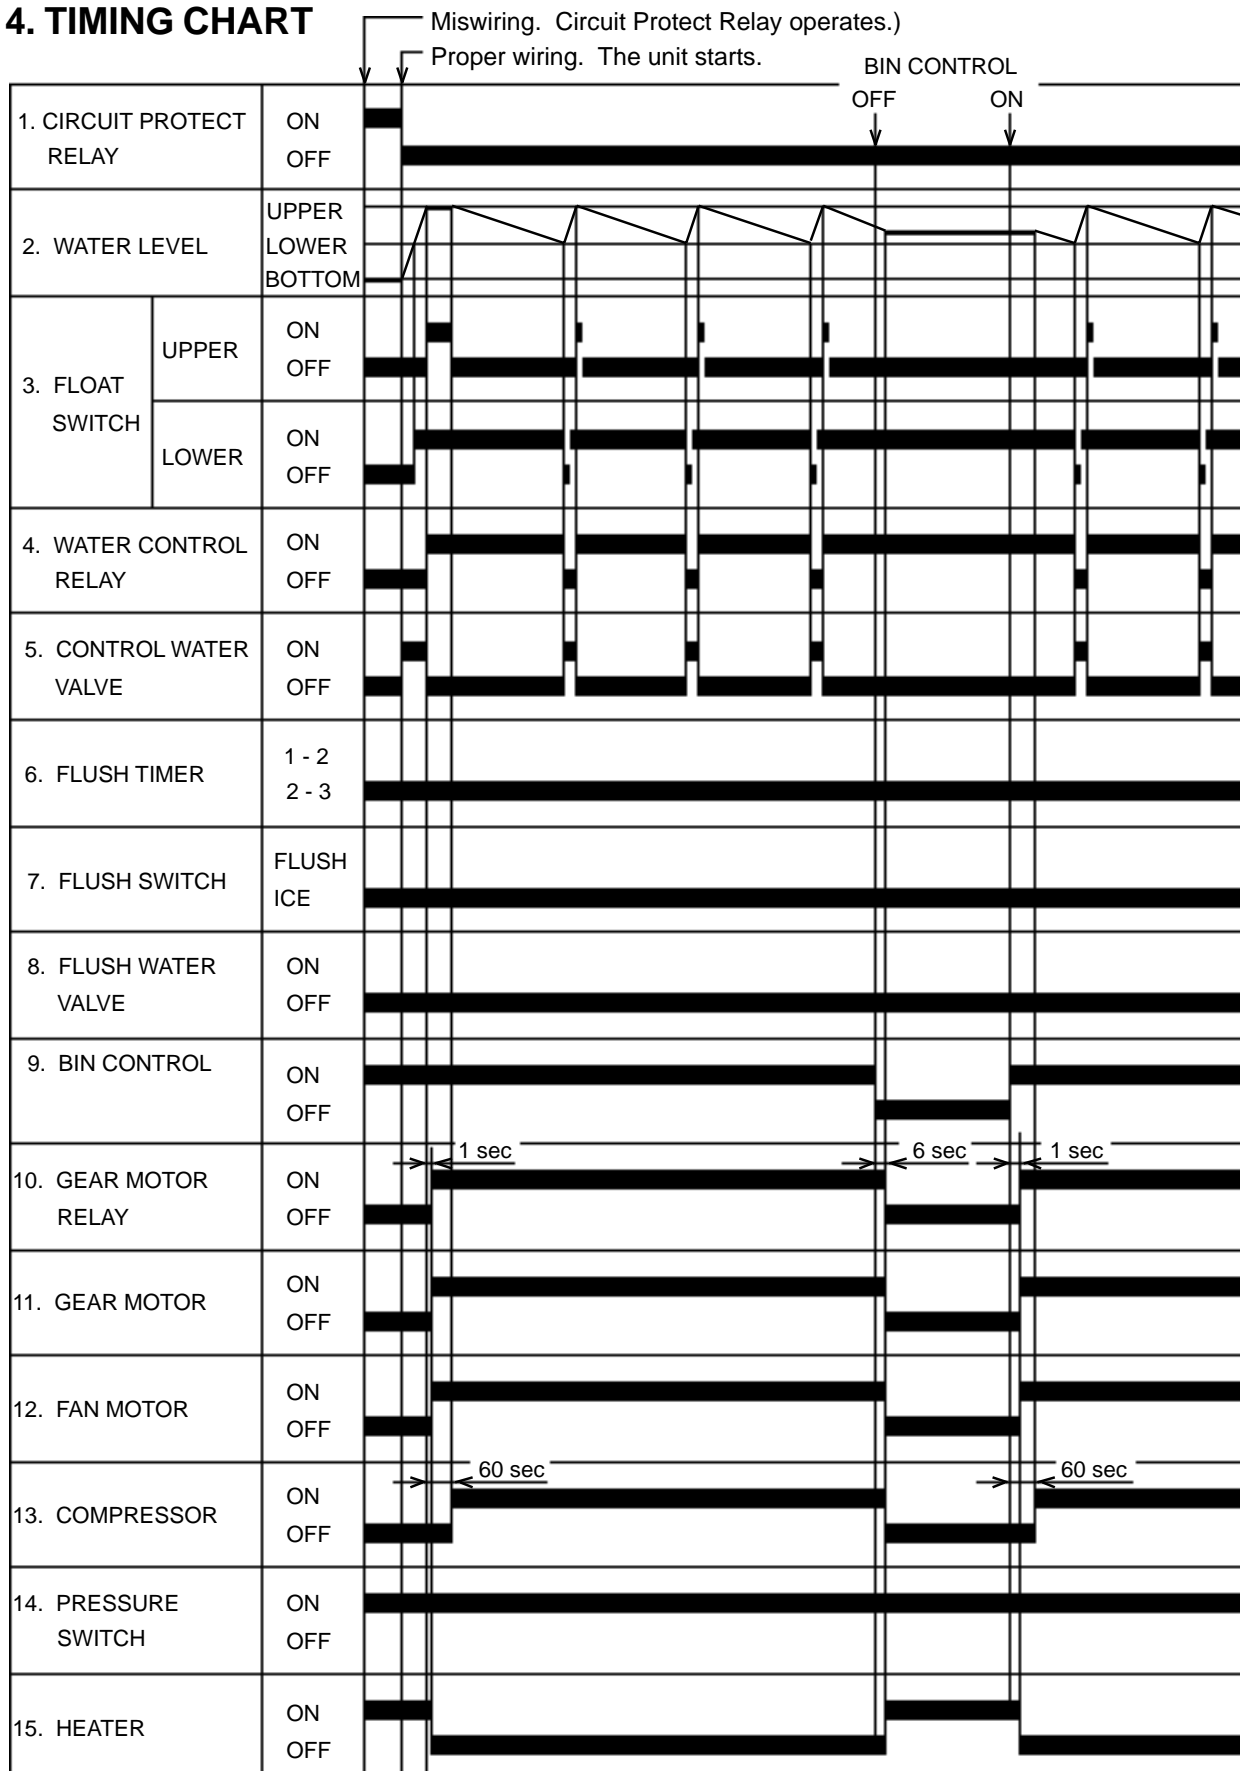 4. TIMING CHART
Miswiring. Circuit Protect Relay operates.)
Proper wiring. The unit starts.
BIN CONTROL
OFF ON
1. CIRCUIT PROTECT RELAY
ON
OFF
2. WATER LEVEL
UPPER
LOWER
BOTTOM
3. FLOAT SWITCH
UPPER
ON
OFF
LOWER
ON
OFF
4. WATER CONTROL RELAY
ON
OFF
5. CONTROL WATER VALVE
ON
OFF
6. FLUSH TIMER
1 - 2
2 - 3
7. FLUSH SWITCH
FLUSH
ICE
8. FLUSH WATER VALVE
ON
OFF
9. BIN CONTROL
ON
OFF
1 sec 6 sec 1 sec
10. GEAR MOTOR RELAY
ON
OFF
11. GEAR MOTOR
ON
OFF
12. FAN MOTOR
ON
OFF
60 sec 60 sec
13. COMPRESSOR
ON
OFF
14. PRESSURE SWITCH
ON
OFF
15. HEATER
ON
OFF